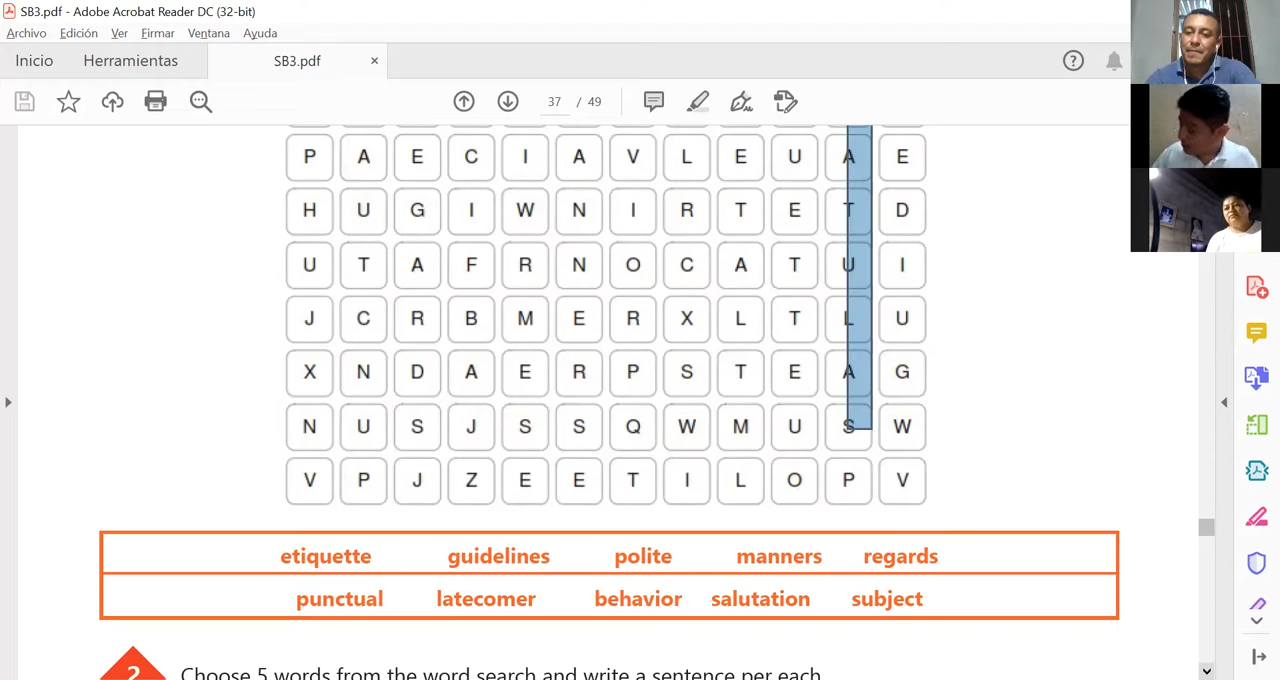 SB3.pdf - Adobe Acrobat Reader DC (32-bit)
Archivo Edición Ver Firmar Ventana Ayuda
Inicio Herramientas SB3.pdf ×
37 / 49
P A E C I A V L E U A E
H U G I W N I R T E T D
U T A F R N O C A T U I
J C R B M E R X L T L U
X N D A E R P S T E A G
N U S J S S Q W M U S W
V P J Z E E T I L O P V
etiquette guidelines polite manners regards
punctual latecomer behavior salutation subject
2 Choose 5 words from the word search and write a sentence per each